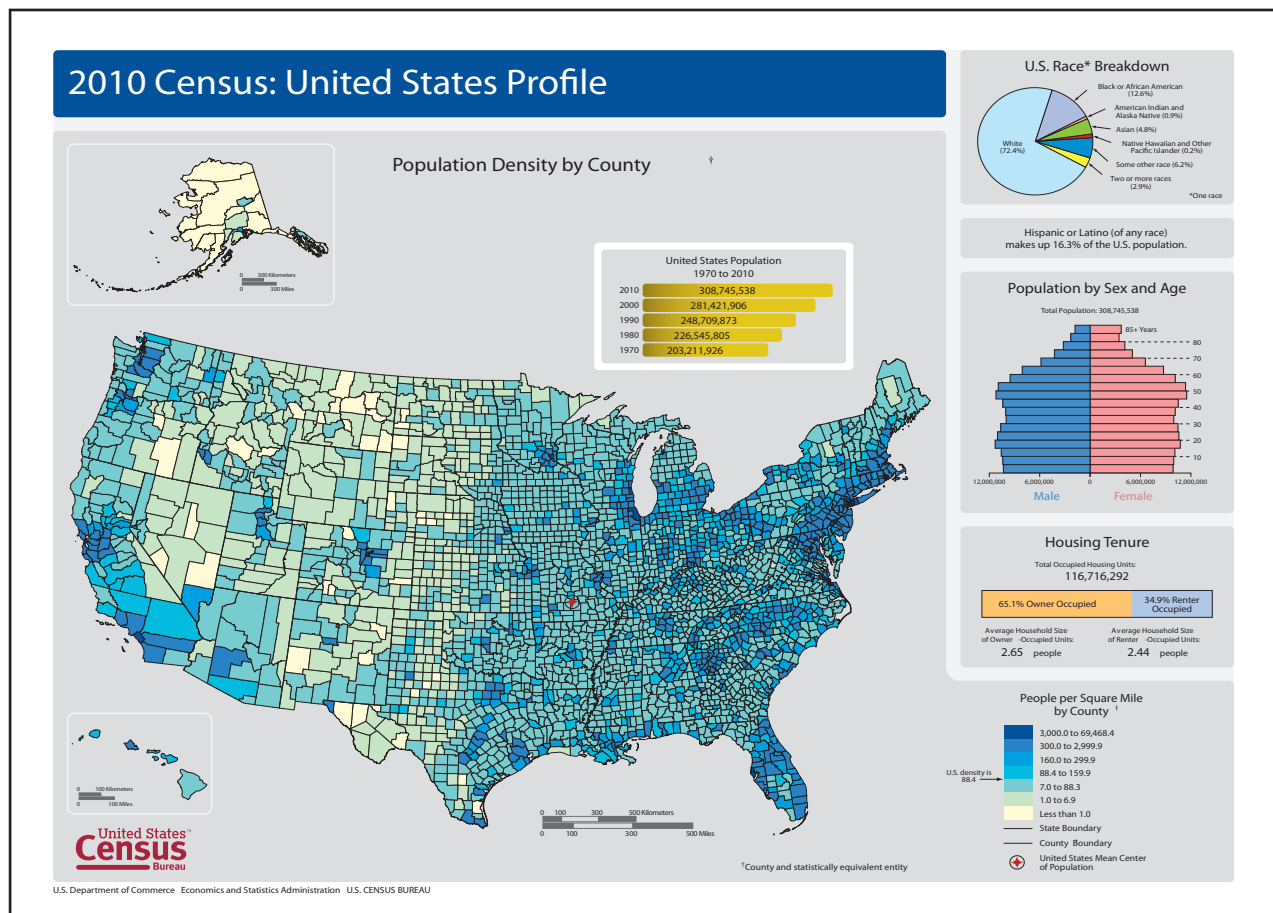 2010 Census: United States Profile
Population Density by County †
0 300 Kilometers
0 300 Miles
United States Population
1970 to 2010
2010 308,745,538
2000 281,421,906
1990 248,709,873
1980 226,545,805
1970 203,211,926
0 100 Kilometers
0 100 Miles
0 100 300 500 Kilometers
0 100 300 500 Miles
United States™
Census
Bureau
†County and statistically equivalent entity
U.S. Department of Commerce Economics and Statistics Administration U.S. CENSUS BUREAU
U.S. Race* Breakdown
Black or African American
(12.6%)
American Indian and
Alaska Native (0.9%)
Asian (4.8%)
Native Hawaiian and Other
Pacific Islander (0.2%)
Some other race (6.2%)
Two or more races
(2.9%)
White
(72.4%)
*One race
Hispanic or Latino (of any race)
makes up 16.3% of the U.S. population.
Population by Sex and Age
Total Population: 308,745,538
85+ Years
80
70
60
50
40
30
20
10
12,000,000 6,000,000 0 6,000,000 12,000,000
Male Female
Housing Tenure
Total Occupied Housing Units:
116,716,292
65.1% Owner Occupied
34.9% Renter
Occupied
Average Household Size
of Owner -Occupied Units:
2.65 people
Average Household Size
of Renter -Occupied Units:
2.44 people
People per Square Mile
by County †
3,000.0 to 69,468.4
300.0 to 2,999.9
160.0 to 299.9
88.4 to 159.9
U.S. density is
88.4
7.0 to 88.3
1.0 to 6.9
Less than 1.0
State Boundary
County Boundary
United States Mean Center
of Population